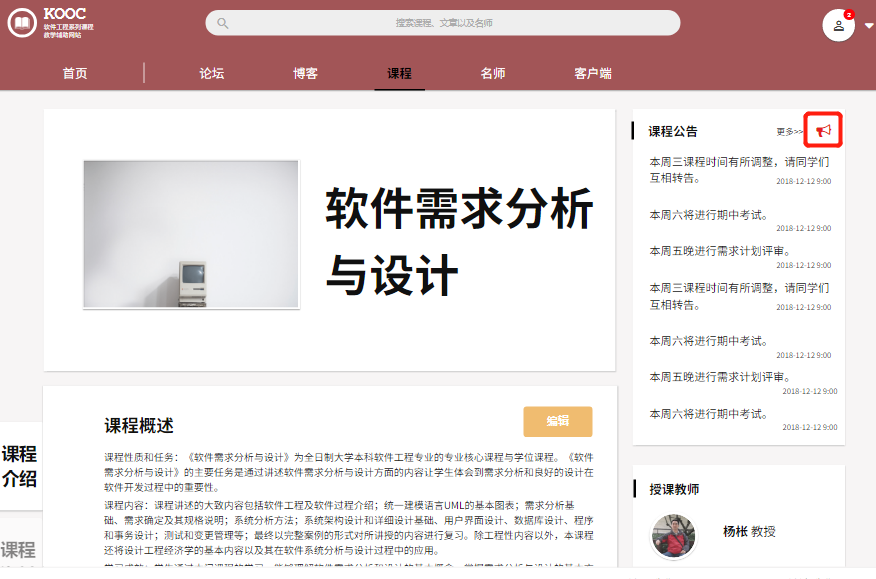 KOOC
软件工程系列课程
教学辅助网站
搜索课程、文章以及名师
2
首页
论坛
博客
课程
名师
客户端
软件需求分析
与设计
课程公告
更多>>
本周三课程时间有所调整，请同学们
互相转告。
2018-12-12 9:00
本周六将进行期中考试。
2018-12-12 9:00
本周五晚进行需求计划评审。
2018-12-12 9:00
本周三课程时间有所调整，请同学们
互相转告。
2018-12-12 9:00
本周六将进行期中考试。
2018-12-12 9:00
本周五晚进行需求计划评审。
2018-12-12 9:00
本周六将进行期中考试。
2018-12-12 9:00
课程
介绍
课程
课程概述
编辑
课程性质和任务：《软件需求分析与设计》为全日制大学本科软件工程专业的专业核心课程与学位课程。《软件
需求分析与设计》的主要任务是通过讲述软件需求分析与设计方面的内容让学生体会到需求分析和良好的设计在
软件开发过程中的重要性。
课程内容：课程讲述的大致内容包括软件工程及软件过程介绍；统一建模语言UML的基本图表；需求分析基
础、需求确定及其规格说明；系统分析方法；系统架构设计和详细设计基础、用户界面设计、数据库设计、程序
和事务设计；测试和变更管理等；最终以完整案例的形式对所讲授的内容进行复习。除工程性内容以外，本课程
还将设计工程经济学的基本内容以及其在软件系统分析与设计过程中的应用。
授课教师
杨枨 教授